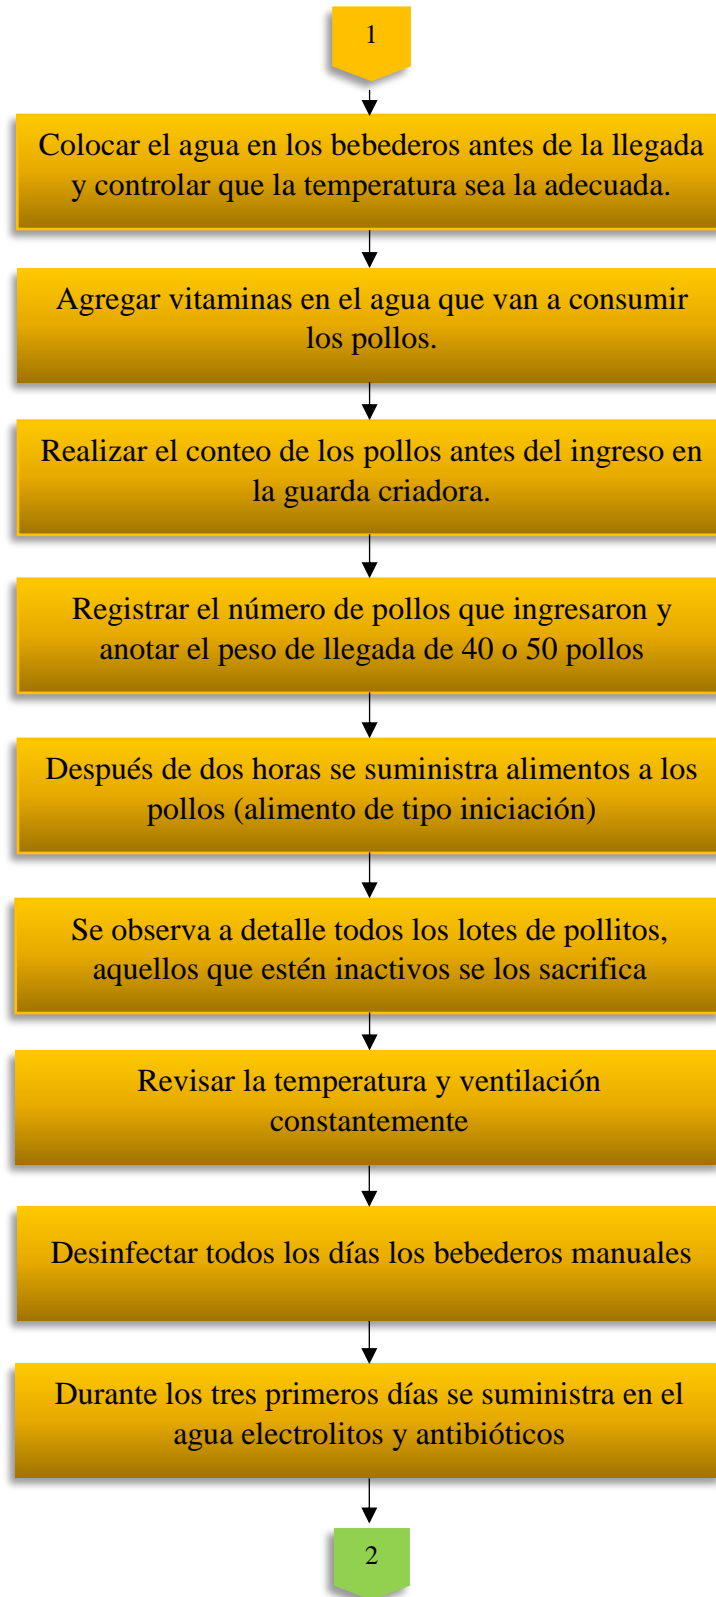 1
Colocar el agua en los bebederos antes de la llegada
y controlar que la temperatura sea la adecuada.
Agregar vitaminas en el agua que van a consumir
los pollos.
Realizar el conteo de los pollos antes del ingreso en
la guarda criadora.
Registrar el número de pollos que ingresaron y
anotar el peso de llegada de 40 o 50 pollos
Después de dos horas se suministra alimentos a los
pollos (alimento de tipo iniciación)
Se observa a detalle todos los lotes de pollitos,
aquellos que estén inactivos se los sacrifica
Revisar la temperatura y ventilación
constantemente
Desinfectar todos los días los bebederos manuales
Durante los tres primeros días se suministra en el
agua electrolitos y antibióticos
2